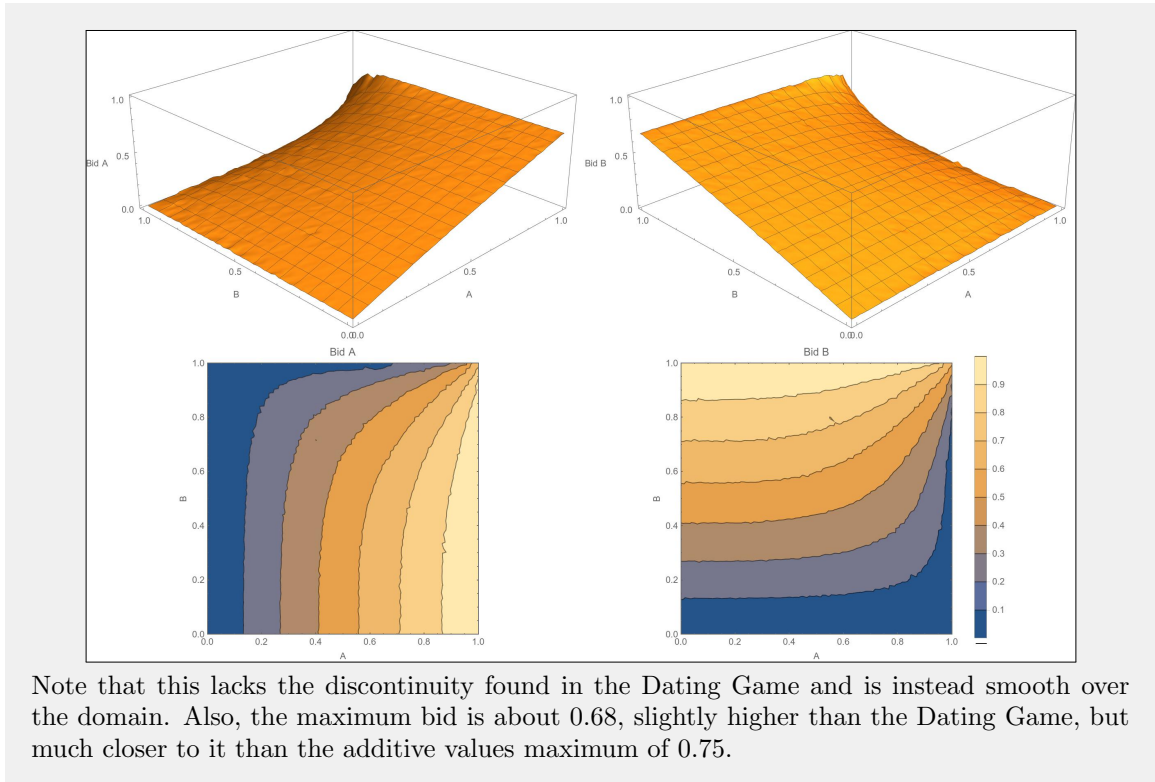 1.0
1.0
Bid A
0.5
Bid B
0.5
0.0
1.0
1.0
0.0
1.0
1.0
0.5
0.5
0.5
0.5
B
A
B
A
0.00.0
0.00.0
Bid A
Bid B
1.0
0.8
0.6
B
0.4
0.2
0.0
0.0 0.2 0.4 0.6 0.8 1.0
A
1.0
0.8
0.6
B
0.4
0.2
0.0
0.0 0.2 0.4 0.6 0.8 1.0
A
0.9
0.8
0.7
0.6
0.5
0.4
0.3
0.2
0.1
Note that this lacks the discontinuity found in the Dating Game and is instead smooth over
the domain. Also, the maximum bid is about 0.68, slightly higher than the Dating Game, but
much closer to it than the additive values maximum of 0.75.